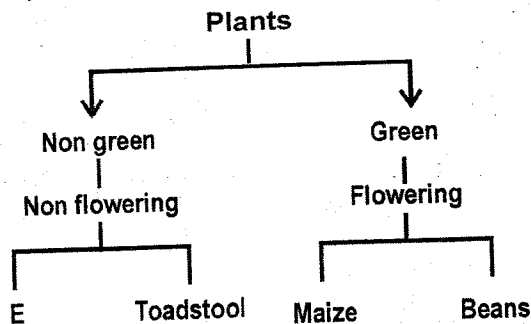 Plants
Non green
Green
Non flowering
Flowering
E
Toadstool
Maize
Beans